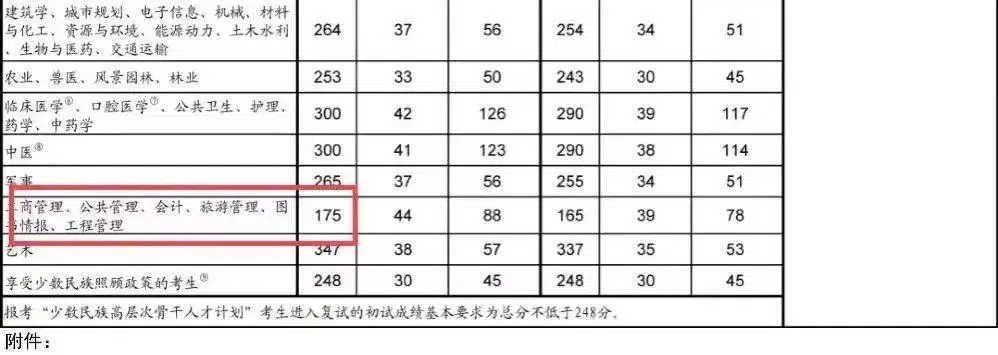 建筑学、城市规划、电子信息、机械、材料
与化工、资源与环境、能源动力、土木水利
、生物与医药、交通运输
264 37 56 254 34 51
农业、兽医、风景园林、林业
253 33 50 243 30 45
临床医学⑥、口腔医学⑦、公共卫生、护理、
药学、中药学
300 42 126 290 39 117
中医⑧
300 41 123 290 38 114
军事
265 37 56 255 34 51
工商管理、公共管理、会计、旅游管理、图
书情报、工程管理
175 44 88 165 39 78
艺术
347 38 57 337 35 53
享受少数民族照顾政策的考生⑨
248 30 45 248 30 45
报考“少数民族高层次骨干人才计划”考生进入复试的初试成绩基本要求为总分不低于248分。
附件：